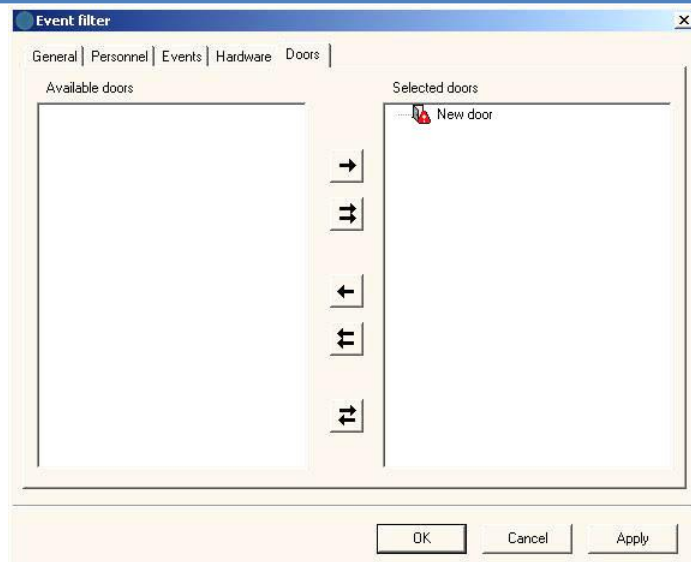 Event filter
General Personnel Events Hardware Doors
Available doors Selected doors
New door
OK Cancel Apply